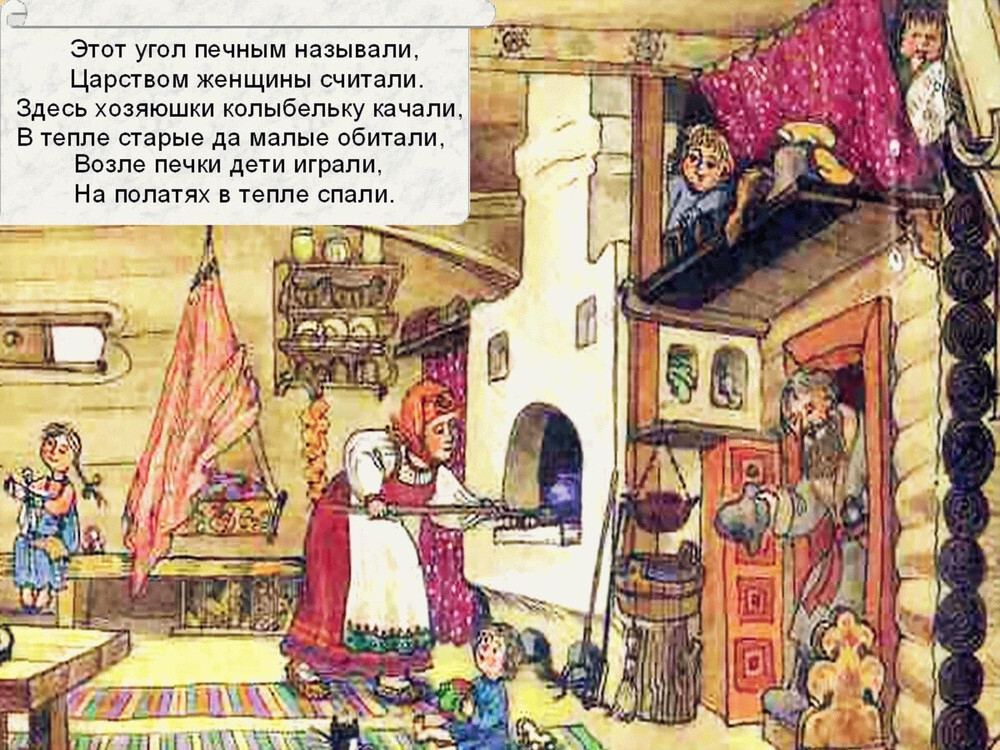 Этот угол печным называли,
Царством женщины считали.
Здесь хозяюшки колыбельку качали,
В тепле старые да малые обитали,
Возле печки дети играли,
На полатях в тепле спали.